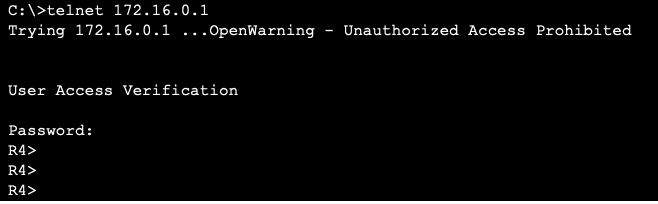 C:\>telnet 172.16.0.1
Trying 172.16.0.1 ...OpenWarning - Unauthorized Access Prohibited
User Access Verification
Password:
R4>
R4>
R4>